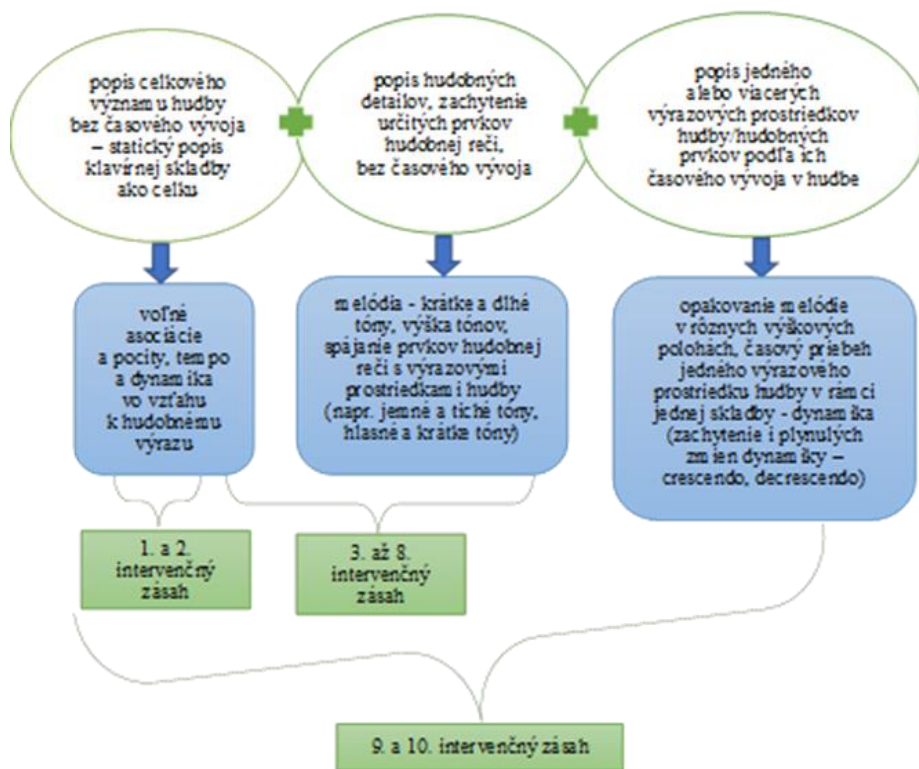 popis celkového
významu hudby
bez časového vývoja
– statický popis
klavírnej skladby
ako celku
popis hudobných
detailov, zachytenie
určitých prvkov
hudobnej reči,
bez časového vývoja
popis jedného
alebo viacerých
výrazových prostriedkov
hudby/hudobných
prvkov podľa ich
časového vývoja v hudbe
voľné
asociácie
a pocity, tempo
a dynamika
vo vzťahu
k hudobnému
výrazu
melódia - krátke a dlhé
tóny, výška tónov,
spájanie prvkov hudobnej
reči s výrazovými
prostriedkami hudby
(napr. jemné a tiché tóny,
hlasné a krátke tóny)
opakovanie melódie
v rôznych výškových
polohách, časový priebeh
jedného výrazového
prostriedku hudby v rámci
jednej skladby - dynamika
(zachytenie i plynulých
zmien dynamiky –
crescendo, decrescendo)
1. a 2.
intervenčný
zásah
3. až 8.
intervenčný
zásah
9. a 10. intervenčný zásah